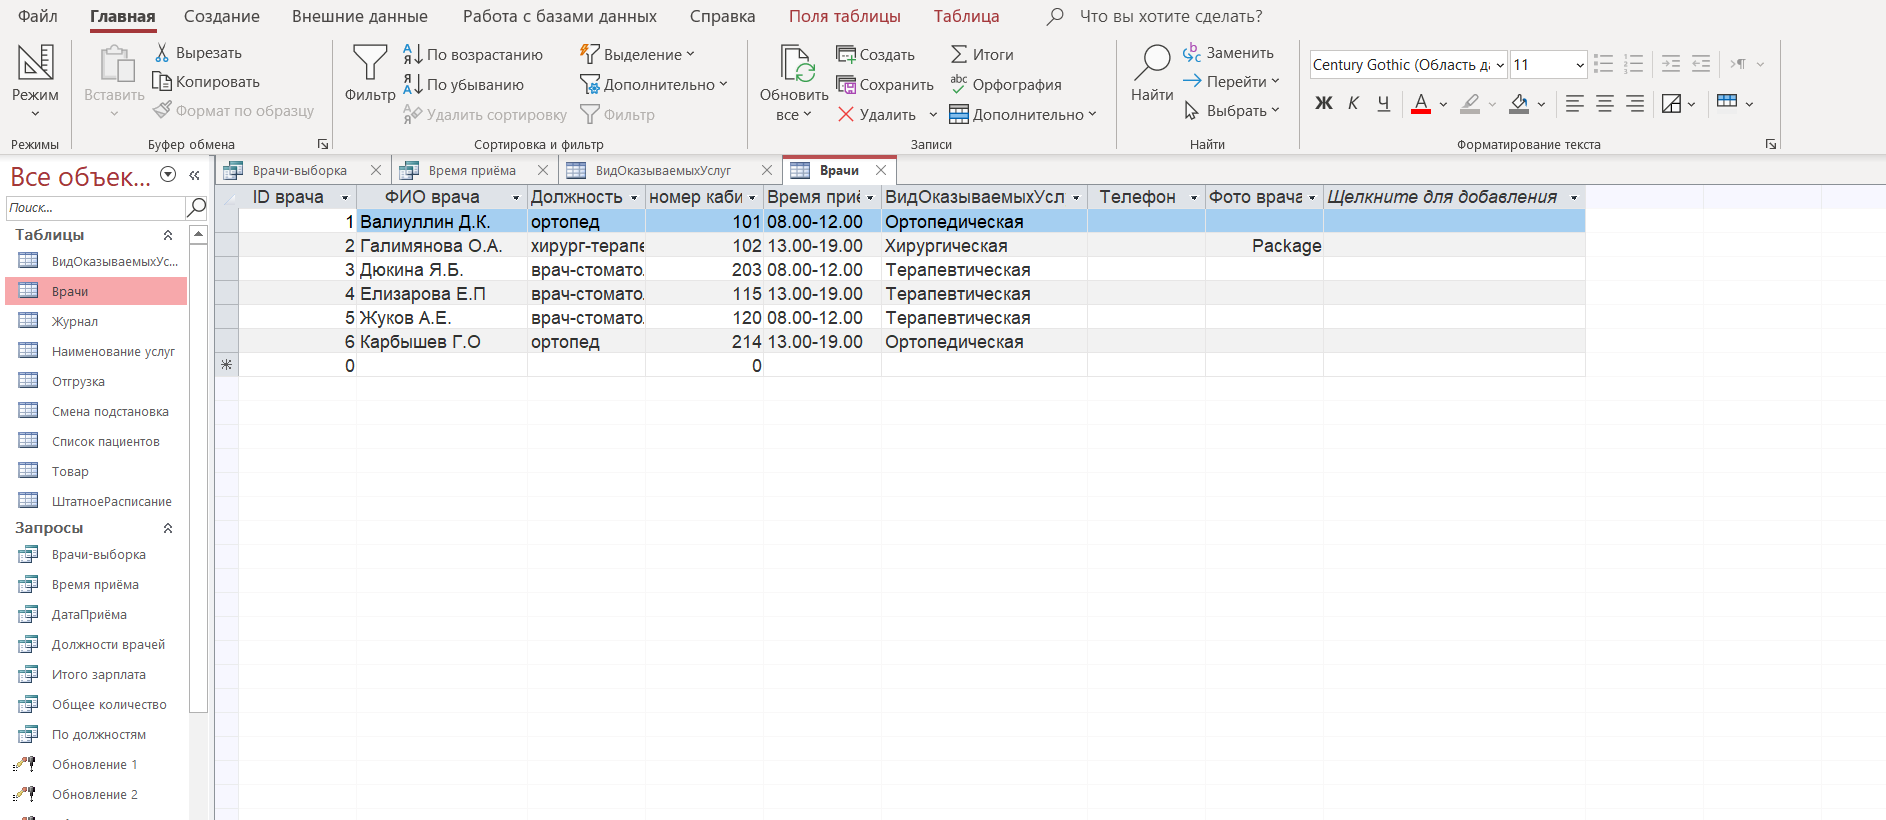 Файл Главная Создание Внешние данные Работа с базами данных Справка Поля таблицы Таблица Что вы хотите сделать?
Режим
Режимы
Вставить
Вырезать
Копировать
Формат по образцу
Буфер обмена
Фильтр
По возрастанию
По убыванию
Удалить сортировку
Выделение
Дополнительно
Фильтр
Сортировка и фильтр
Обновить
все
Создать
Сохранить
Удалить
Итоги
Орфография
Дополнительно
Записи
Найти
Заменить
Перейти
Выбрать
Найти
Century Gothic (Область да 11
Ж К Ч А
Форматирование текста
Все объек...
Поиск...
Таблицы
ВидОказываемыхУс...
Врачи
Журнал
Наименование услуг
Отгрузка
Смена подстановка
Список пациентов
Товар
ШтатноеРасписание
Запросы
Врачи-выборка
Время приёма
ДатаПриёма
Должности врачей
Итого зарплата
Общее количество
По должностям
Обновление 1
Обновление 2
Врачи-выборка Время приёма ВидОказываемыхУслуг Врачи
ID врача ФИО врача Должность номер каби Время приё ВидОказываемыхУсл Телефон Фото врача Щелкните для добавления
1 Валиуллин Д.К. ортопед 101 08.00-12.00 Ортопедическая
2 Галимянова О.А. хирург-терапе 102 13.00-19.00 Хирургическая Package
3 Дюкина Я.Б. врач-стомато. 203 08.00-12.00 Терапевтическая
4 Елизарова Е.П врач-стомато. 115 13.00-19.00 Терапевтическая
5 Жуков А.Е. врач-стомато. 120 08.00-12.00 Терапевтическая
6 Карбышев Г.О ортопед 214 13.00-19.00 Ортопедическая
0 0